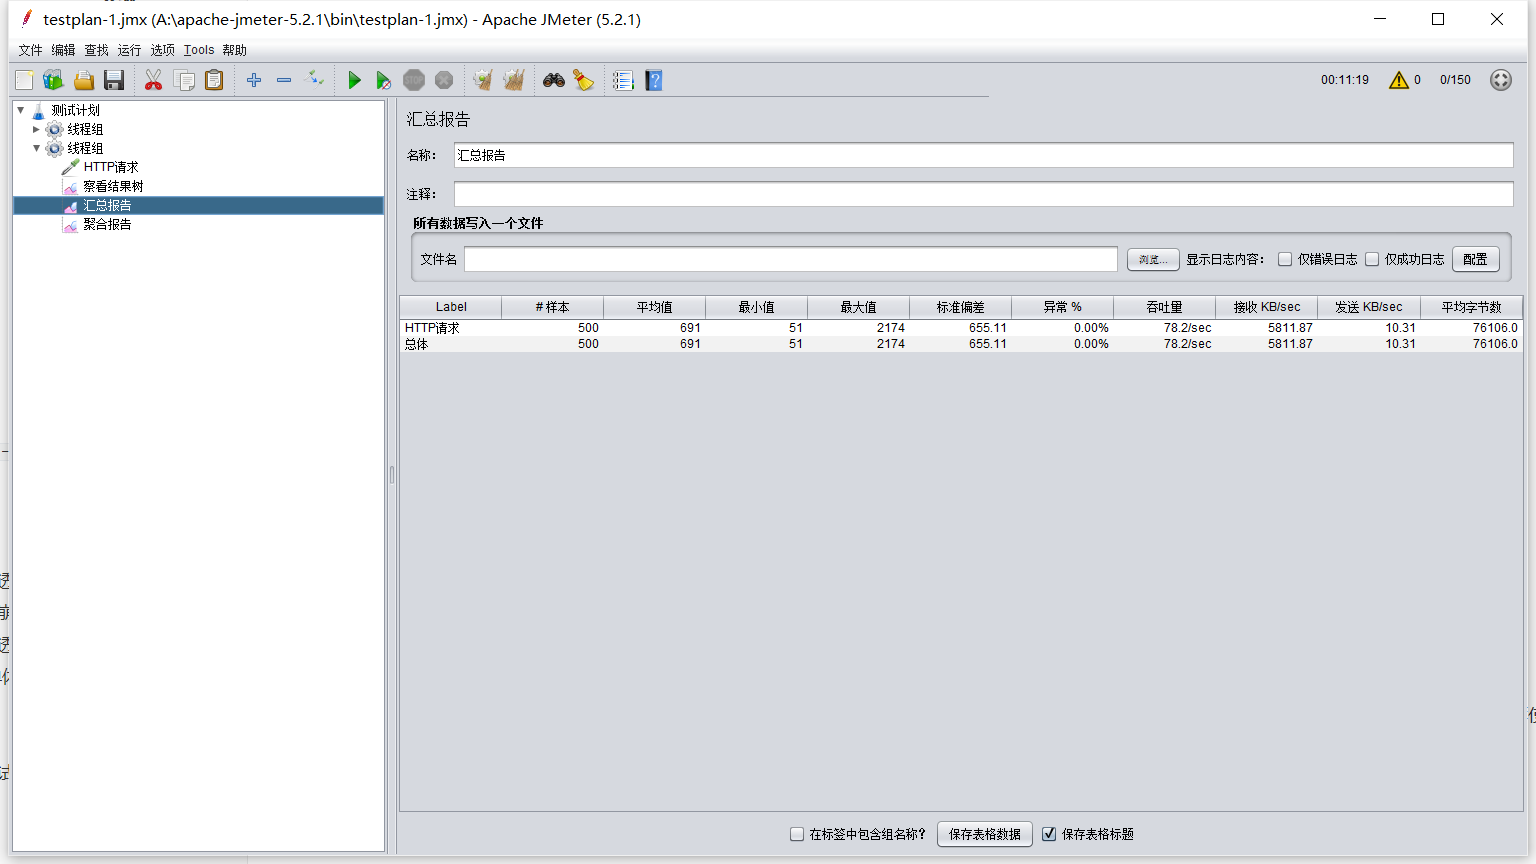 testplan-1.jmx (A:\apache-jmeter-5.2.1\bin\testplan-1.jmx) - Apache JMeter (5.2.1)
文件 编辑 查找 运行 选项 Tools 帮助
00:11:19 0 0/150
测试计划
线程组
线程组
HTTP请求
察看结果树
汇总报告
聚合报告
汇总报告
名称: 汇总报告
注释:
所有数据写入一个文件
文件名 浏览... 显示日志内容: 仅错误日志 仅成功日志 配置
Label # 样本 平均值 最小值 最大值 标准偏差 异常 % 吞吐量 接收 KB/sec 发送 KB/sec 平均字节数
HTTP请求 500 691 51 2174 655.11 0.00% 78.2/sec 5811.87 10.31 76106.0
总体 500 691 51 2174 655.11 0.00% 78.2/sec 5811.87 10.31 76106.0
在标签中包含组名称? 保存表格数据 保存表格标题